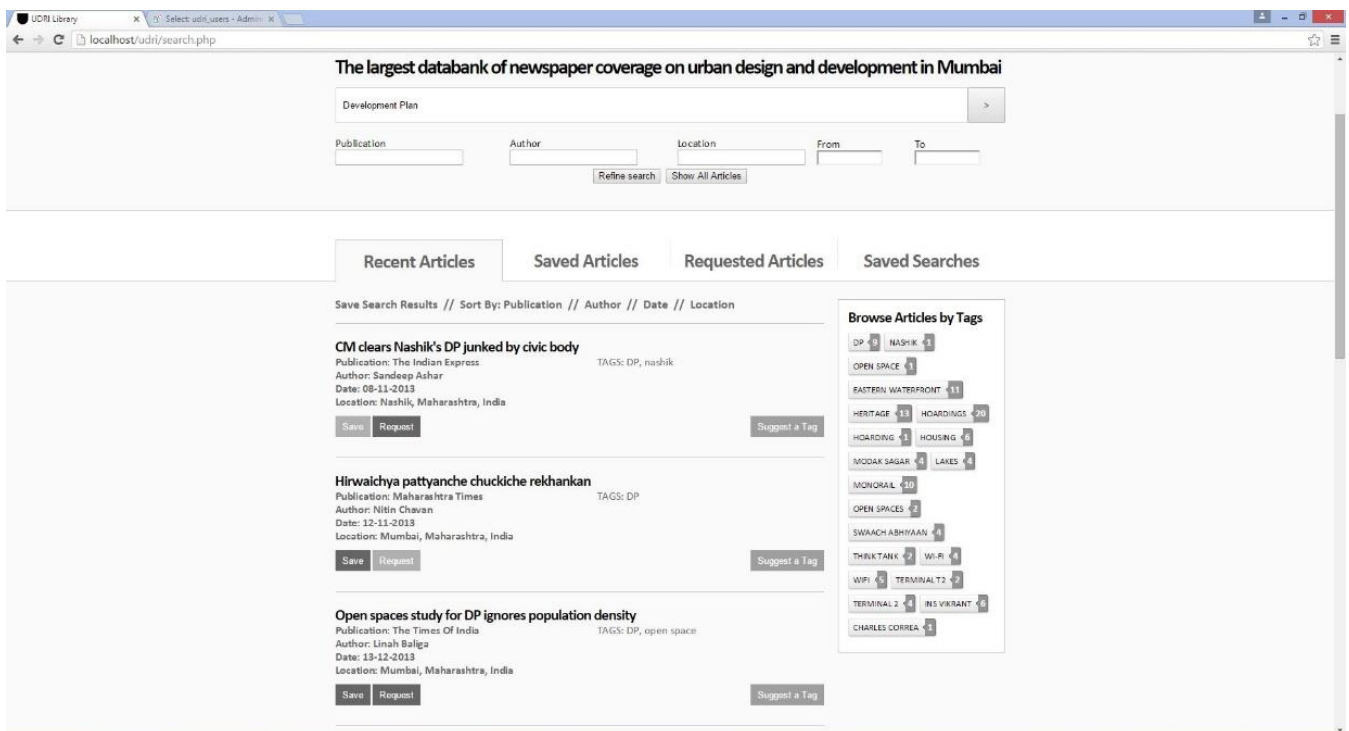 UDRI Library
Select: udri_users - Admin
localhost/udri/search.php
The largest databank of newspaper coverage on urban design and development in Mumbai
Development Plan >
Publication Author Location From To
Refine search Show All Articles
Recent Articles Saved Articles Requested Articles Saved Searches
Save Search Results // Sort By: Publication // Author // Date // Location
CM clears Nashik's DP junked by civic body
Publication: The Indian Express TAGS: DP, nashik
Author: Sandeep Ashar
Date: 08-11-2013
Location: Nashik, Maharashtra, India
Save Request Suggest a Tag
Hirwaichya pattyanche chuckiche rekhankan
Publication: Maharashtra Times TAGS: DP
Author: Nitin Chavan
Date: 12-11-2013
Location: Mumbai, Maharashtra, India
Save Request Suggest a Tag
Open spaces study for DP ignores population density
Publication: The Times Of India TAGS: DP, open space
Author: Linah Baliga
Date: 13-12-2013
Location: Mumbai, Maharashtra, India
Save Request Suggest a Tag
Browse Articles by Tags
DP 9 NASHIK 1
OPEN SPACE 1
EASTERN WATERFRONT 11
HERITAGE 13 HOARDINGS 20
HOARDING 1 HOUSING 6
MODAK SAGAR 4 LAKES 4
MONORAIL 10
OPEN SPACES 2
SWAACH ABHIYAAN 4
THINK TANK 2 WI-FI 4
WIFI 5 TERMINAL T2 2
TERMINAL 2 4 INS VIKRANT 6
CHARLES CORREA 1